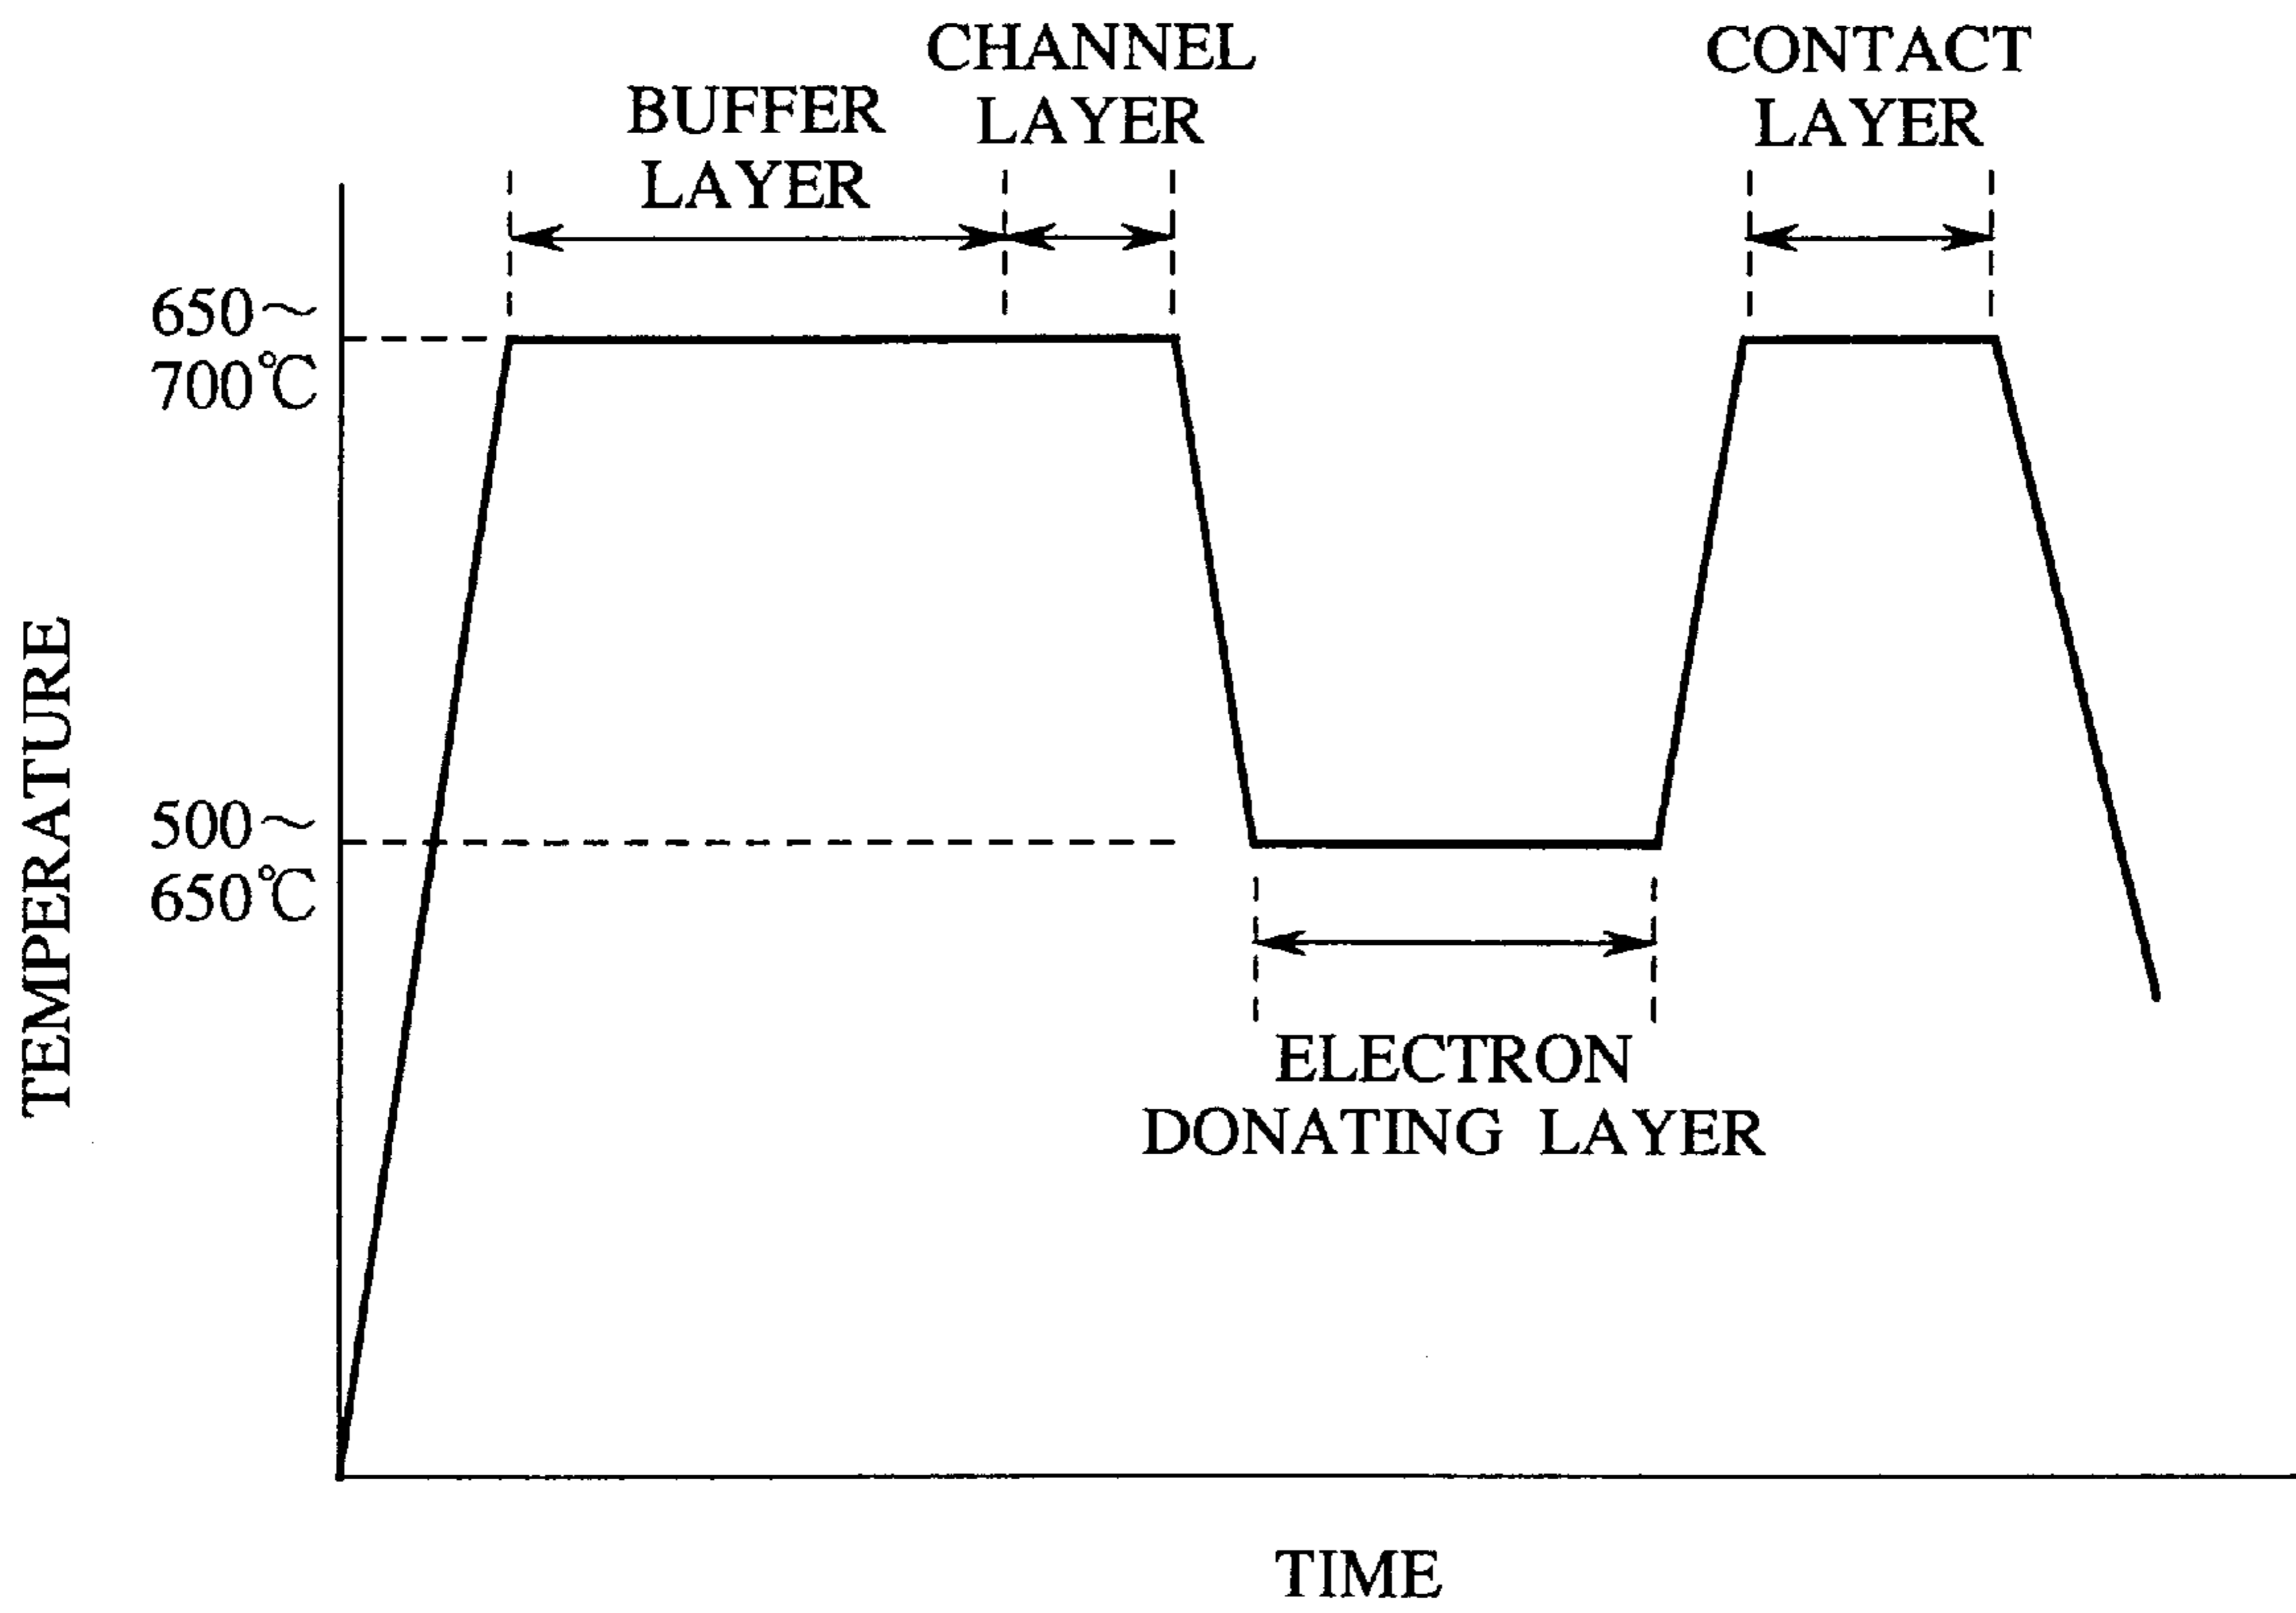 CHANNEL
LAYER
CONTACT
LAYER
BUFFER
LAYER
650～
700℃
TEMPERATURE
500～
650℃
ELECTRON
DONATING LAYER
TIME